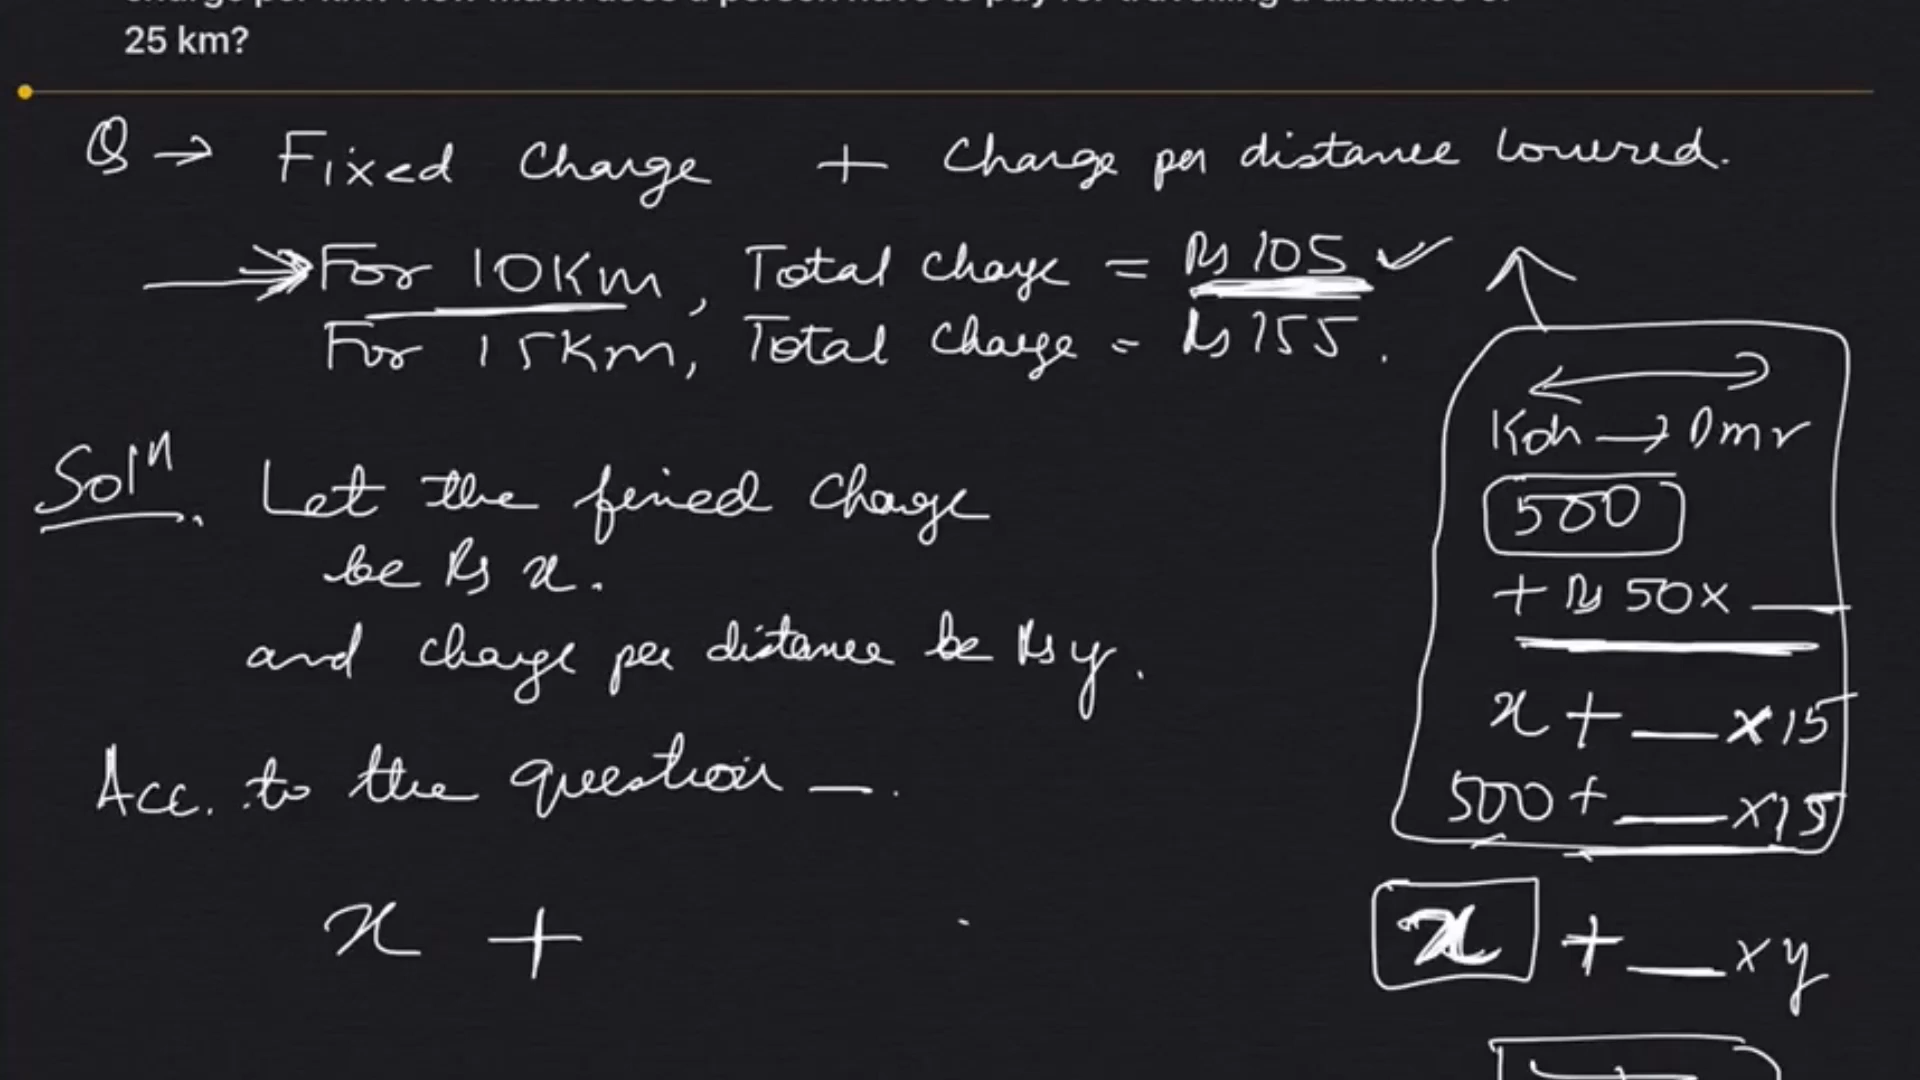 25 km?
Q → Fixed Charge + Charge per distance covered.
For 10Km, Total Charge = Rs 105 ✓
For 15Km, Total Charge = Rs 155.
Solⁿ. Let the fixed Charge
be Rs x.
and charge per distance be Rs y.
Acc. to the question —.
x +
→ Dmr
500
+ Rs 50x __
x + __ x 15
500 + __ x 15
x + __ x y